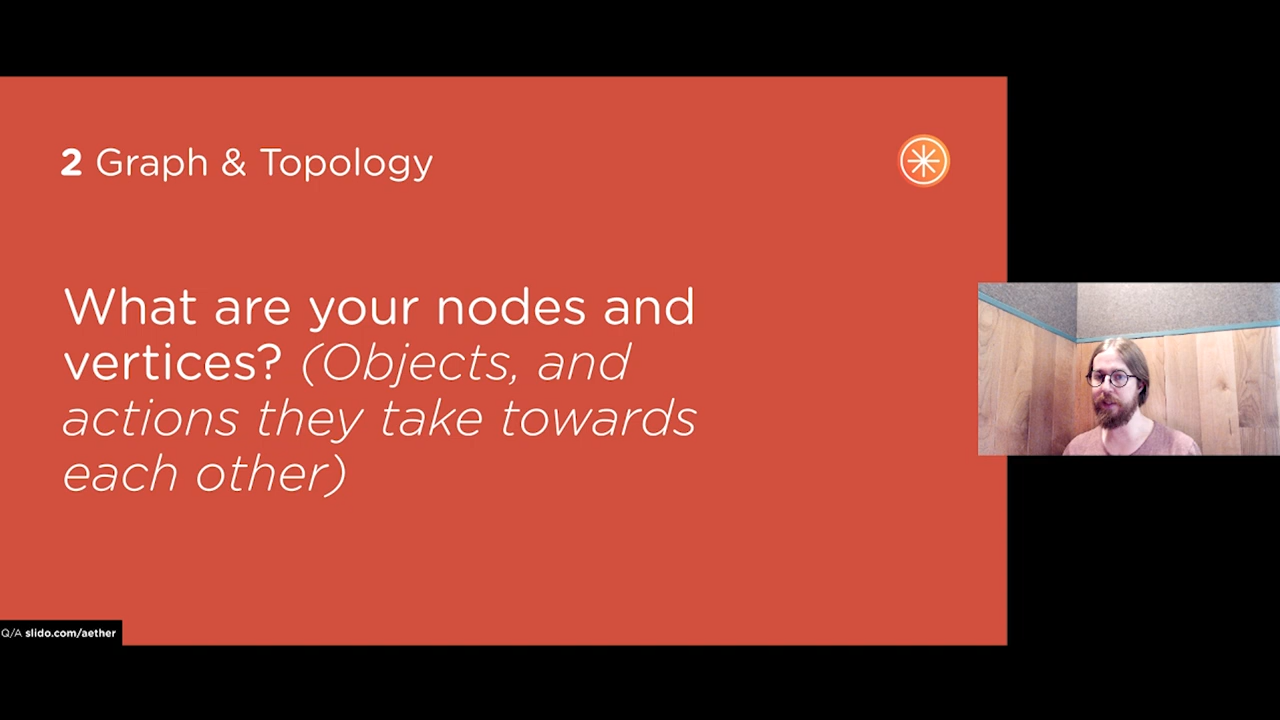 2 Graph & Topology
What are your nodes and
vertices? (Objects, and
actions they take towards
each other)
Q/A slido.com/aether